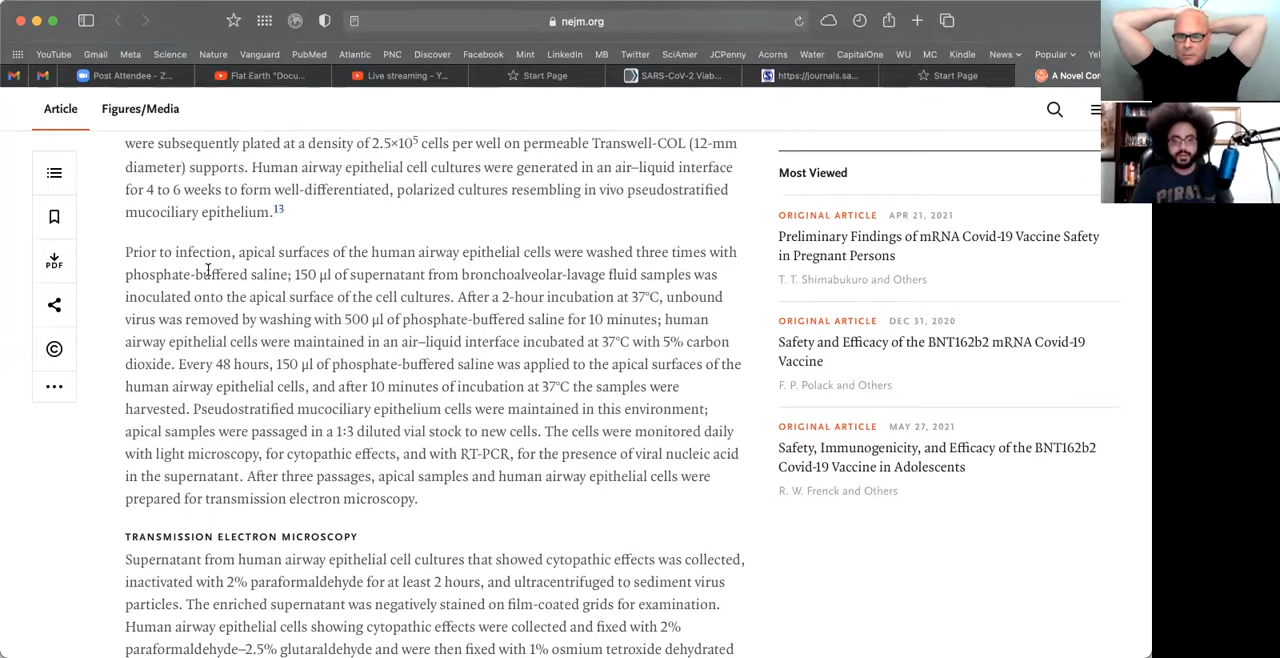 nejm.org
YouTube Gmail Meta Science Nature Vanguard PubMed Atlantic PNC Discover Facebook Mint LinkedIn MB Twitter SciAmer JCPenny Acorns Water CapitalOne WU MC Kindle News Popular Yel
Post Attendee - Z... Flat Earth "Docu... Live streaming - Y... Start Page SARS-CoV-2 Viab... https://journals.sa... Start Page A Novel Cor
Article Figures/Media
were subsequently plated at a density of 2.5×10⁵ cells per well on permeable Transwell-COL (12-mm
diameter) supports. Human airway epithelial cell cultures were generated in an air–liquid interface
for 4 to 6 weeks to form well-differentiated, polarized cultures resembling in vivo pseudostratified
mucociliary epithelium.¹³
Prior to infection, apical surfaces of the human airway epithelial cells were washed three times with
phosphate-buffered saline; 150 μl of supernatant from bronchoalveolar-lavage fluid samples was
inoculated onto the apical surface of the cell cultures. After a 2-hour incubation at 37°C, unbound
virus was removed by washing with 500 μl of phosphate-buffered saline for 10 minutes; human
airway epithelial cells were maintained in an air–liquid interface incubated at 37°C with 5% carbon
dioxide. Every 48 hours, 150 μl of phosphate-buffered saline was applied to the apical surfaces of the
human airway epithelial cells, and after 10 minutes of incubation at 37°C the samples were
harvested. Pseudostratified mucociliary epithelium cells were maintained in this environment;
apical samples were passaged in a 1:3 diluted vial stock to new cells. The cells were monitored daily
with light microscopy, for cytopathic effects, and with RT-PCR, for the presence of viral nucleic acid
in the supernatant. After three passages, apical samples and human airway epithelial cells were
prepared for transmission electron microscopy.
TRANSMISSION ELECTRON MICROSCOPY
Supernatant from human airway epithelial cell cultures that showed cytopathic effects was collected,
inactivated with 2% paraformaldehyde for at least 2 hours, and ultracentrifuged to sediment virus
particles. The enriched supernatant was negatively stained on film-coated grids for examination.
Human airway epithelial cells showing cytopathic effects were collected and fixed with 2%
paraformaldehyde–2.5% glutaraldehyde and were then fixed with 1% osmium tetroxide dehydrated
PDF
Most Viewed
ORIGINAL ARTICLE APR 21, 2021
Preliminary Findings of mRNA Covid-19 Vaccine Safety
in Pregnant Persons
T. T. Shimabukuro and Others
ORIGINAL ARTICLE DEC 31, 2020
Safety and Efficacy of the BNT162b2 mRNA Covid-19
Vaccine
F. P. Polack and Others
ORIGINAL ARTICLE MAY 27, 2021
Safety, Immunogenicity, and Efficacy of the BNT162b2
Covid-19 Vaccine in Adolescents
R. W. Frenck and Others
PIRAT